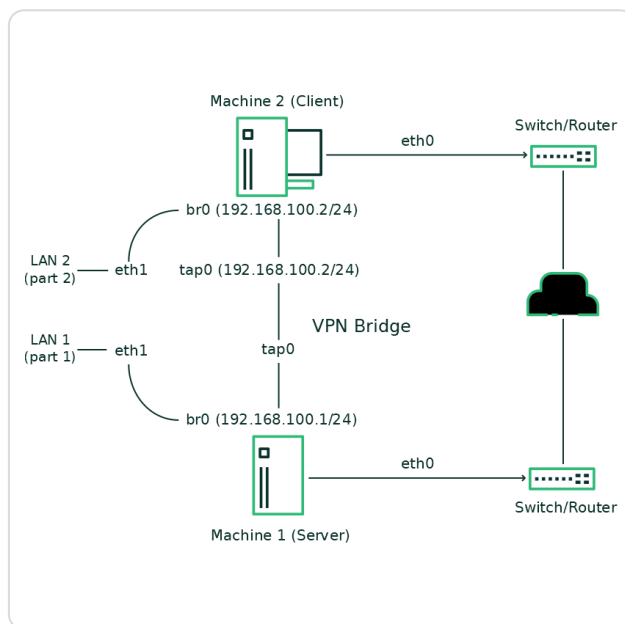 Machine 2 (Client)
eth0
Switch/Router
br0 (192.168.100.2/24)
LAN 2
(part 2)
eth1
tap0 (192.168.100.2/24)
VPN Bridge
LAN 1
(part 1)
eth1
tap0
br0 (192.168.100.1/24)
eth0
Switch/Router
Machine 1 (Server)